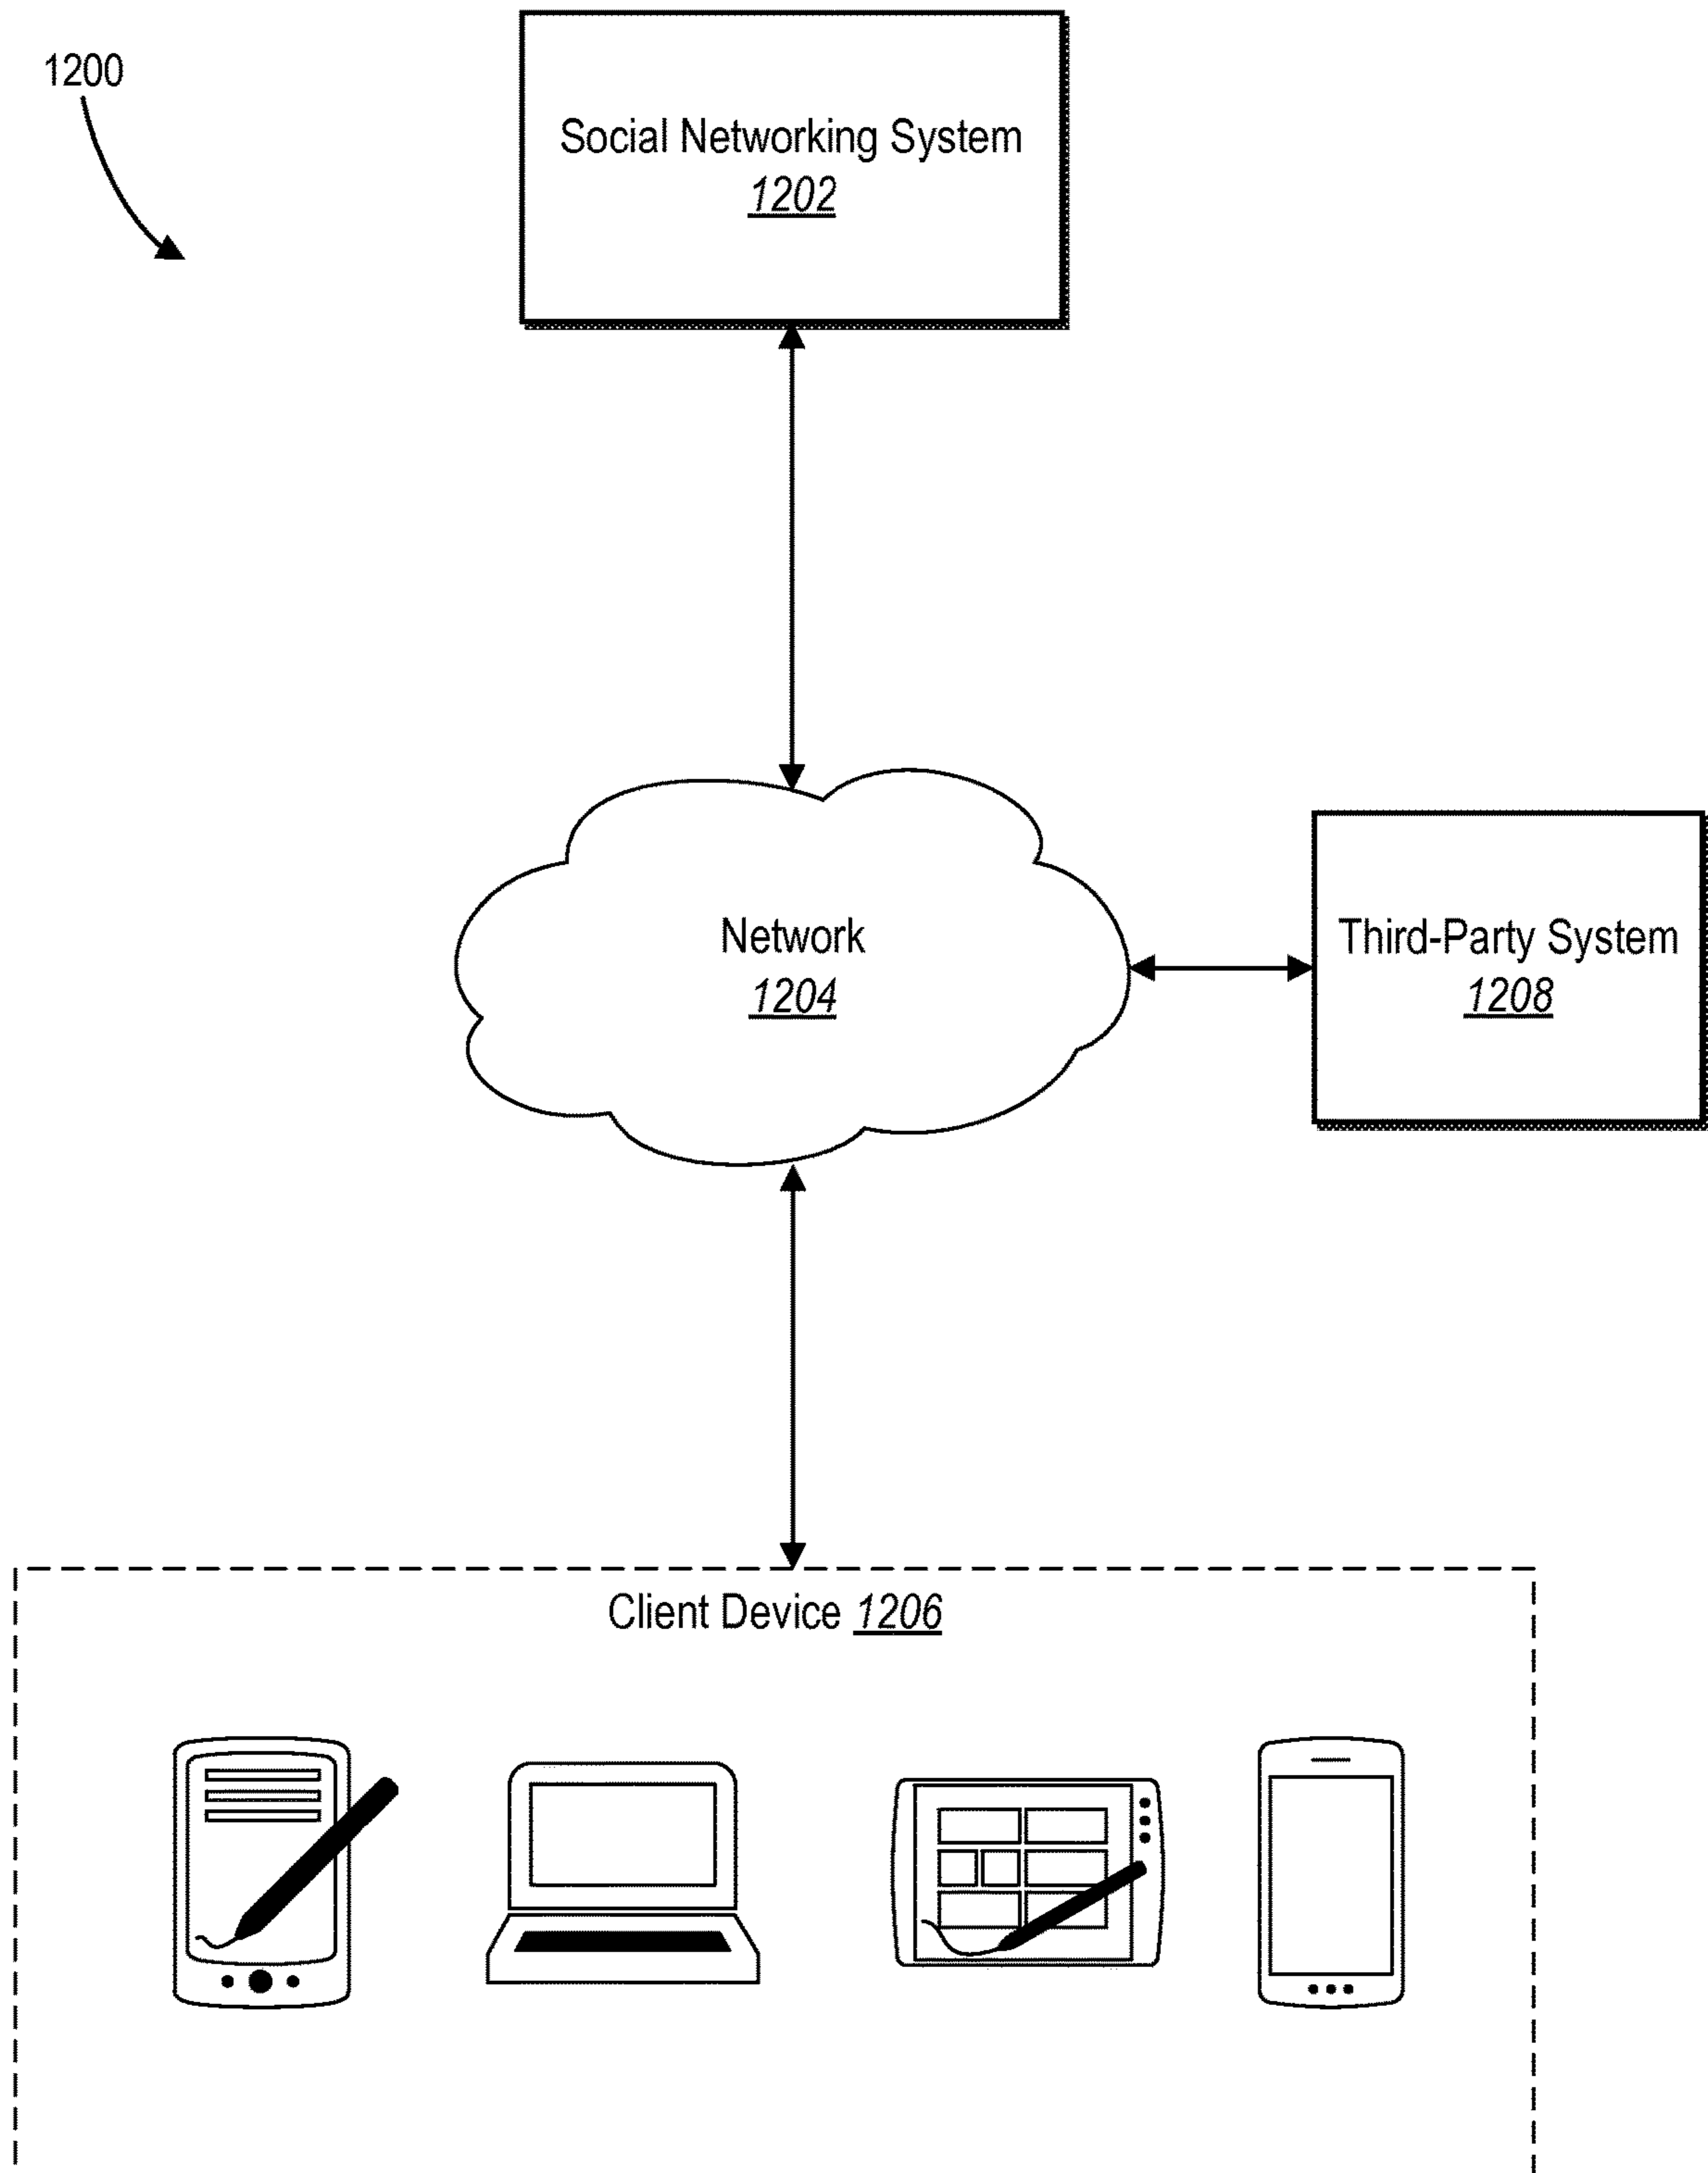 1200
Social Networking System
1202
Network
1204
Third-Party System
1208
Client Device 1206